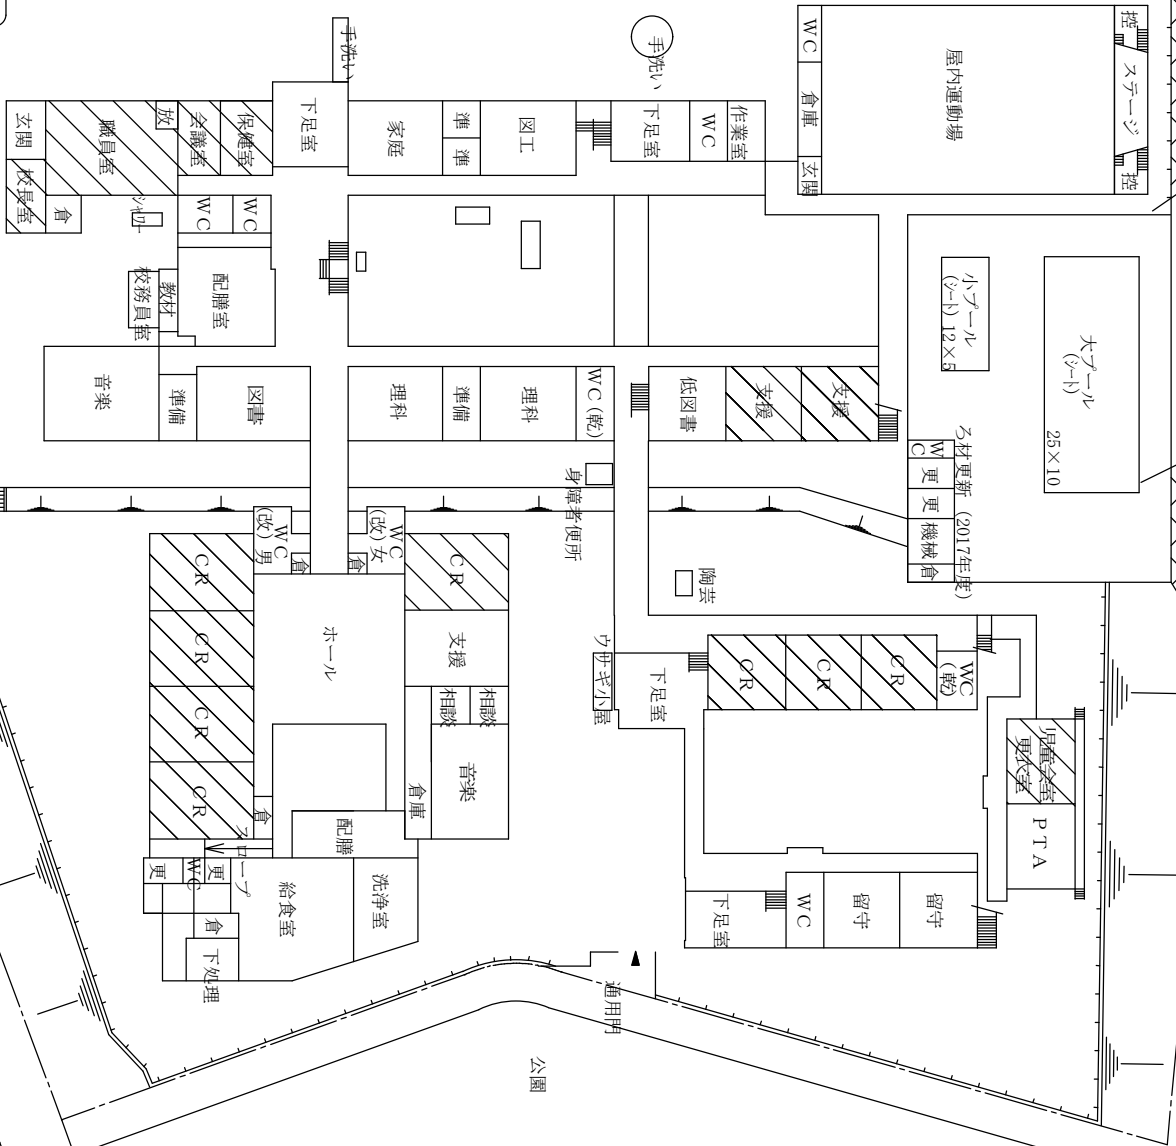 控
ステージ
控
屋内運動場
WC
倉庫
玄関
手洗い
手洗い
作業室
WC
下足室
図工
準
準
家庭
下足室
保健室
会議室
放
職員室
玄関
校長室
倉
シャワー
WC
WC
配膳室
教材
校務員室
大プール
(シート)
25×10
小プール
(シート) 12×5
ろ材更新 (2017年度)
WC
更
更
機械
倉
支援
支援
低図書
WC(乾)
理科
準備
理科
図書
準備
音楽
身障者便所
陶芸
ウサギ小屋
WC
(改)女
倉
WC
(改)男
倉
CR
CR
CR
CR
CR
ホール
支援
相談
相談
音楽
倉庫
倉
配膳
スロープ
更
WC
更
給食室
洗浄室
倉
下処理
WC
(乾)
CR
CR
CR
下足室
児童会室
更衣室
PTA
留守
留守
WC
下足室
通用門
公園